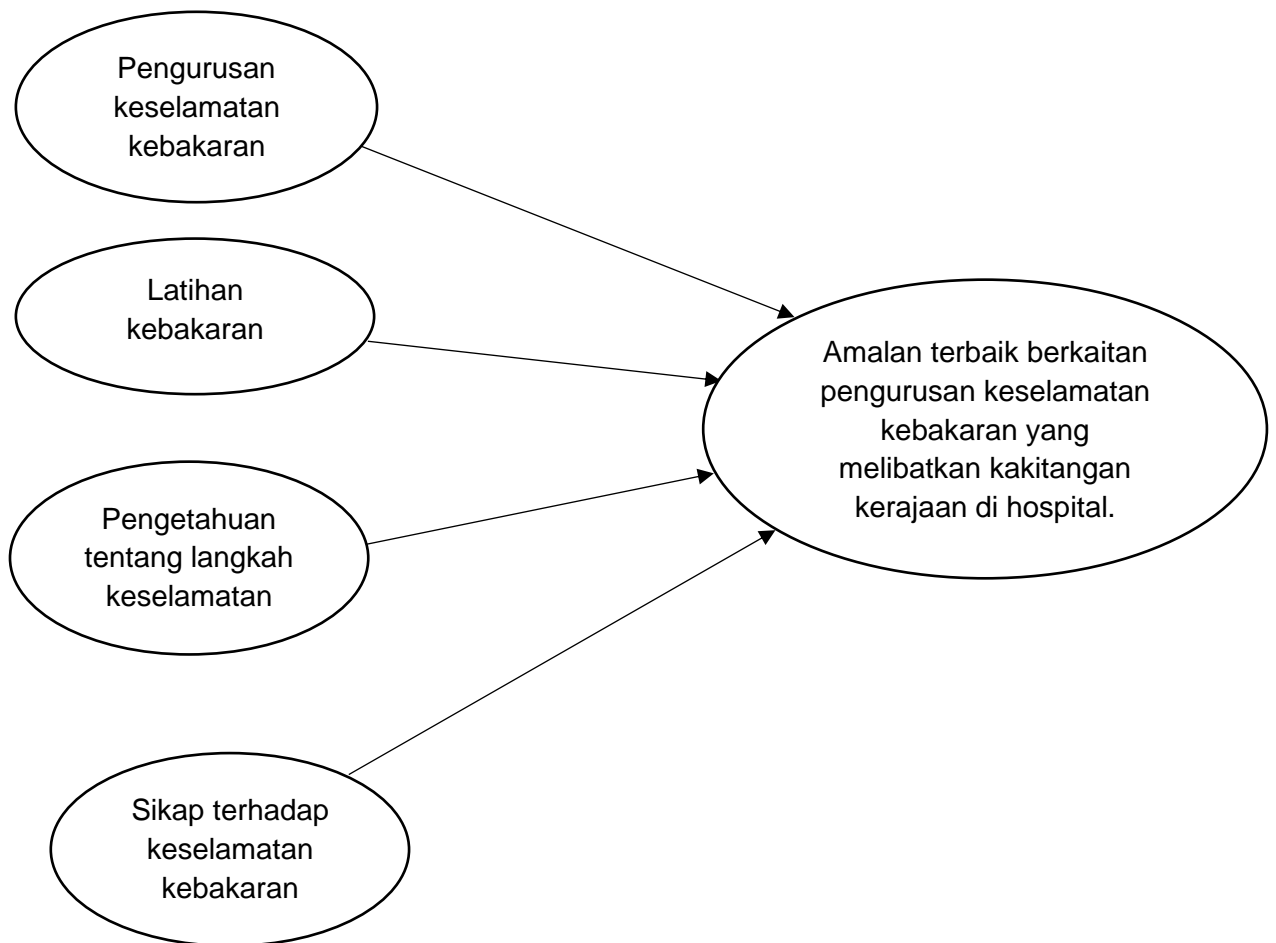 Pengurusan
keselamatan
kebakaran
Latihan
kebakaran
Pengetahuan
tentang langkah
keselamatan
Sikap terhadap
keselamatan
kebakaran
Amalan terbaik berkaitan
pengurusan keselamatan
kebakaran yang
melibatkan kakitangan
kerajaan di hospital.